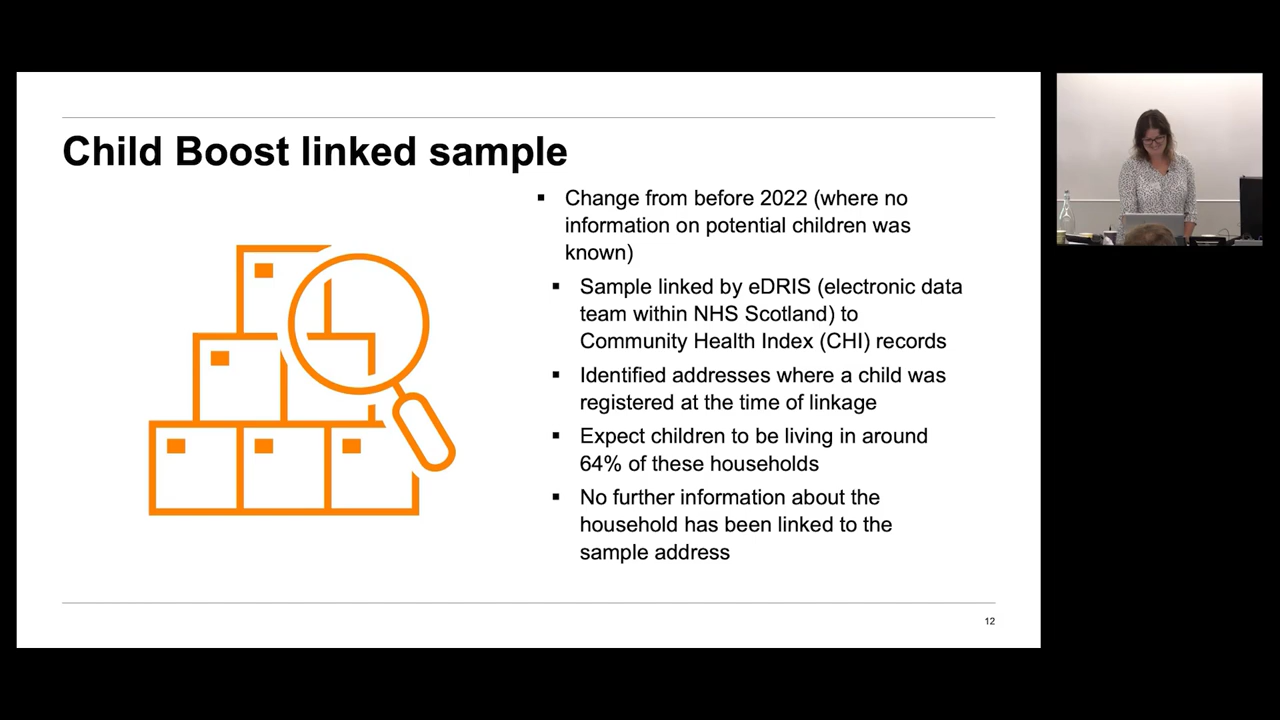 Child Boost linked sample
▪ Change from before 2022 (where no
information on potential children was
known)
▪ Sample linked by eDRIS (electronic data
team within NHS Scotland) to
Community Health Index (CHI) records
▪ Identified addresses where a child was
registered at the time of linkage
▪ Expect children to be living in around
64% of these households
▪ No further information about the
household has been linked to the
sample address
12